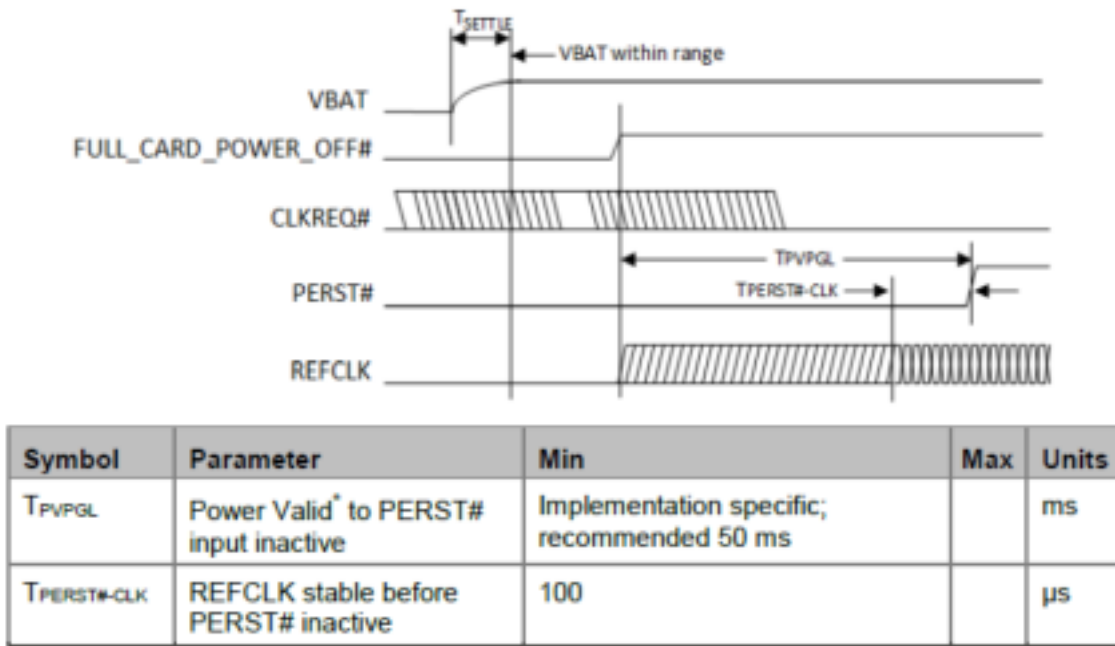 TSETTLE
VBAT within range
VBAT
FULL_CARD_POWER_OFF#
CLKREQ#
TPVPGL
PERST#
TPERST#-CLK
REFCLK
Symbol Parameter Min Max Units
TPVPGL Power Valid* to PERST# Implementation specific; ms
input inactive recommended 50 ms
TPERST#-CLK REFCLK stable before 100 µs
PERST# inactive